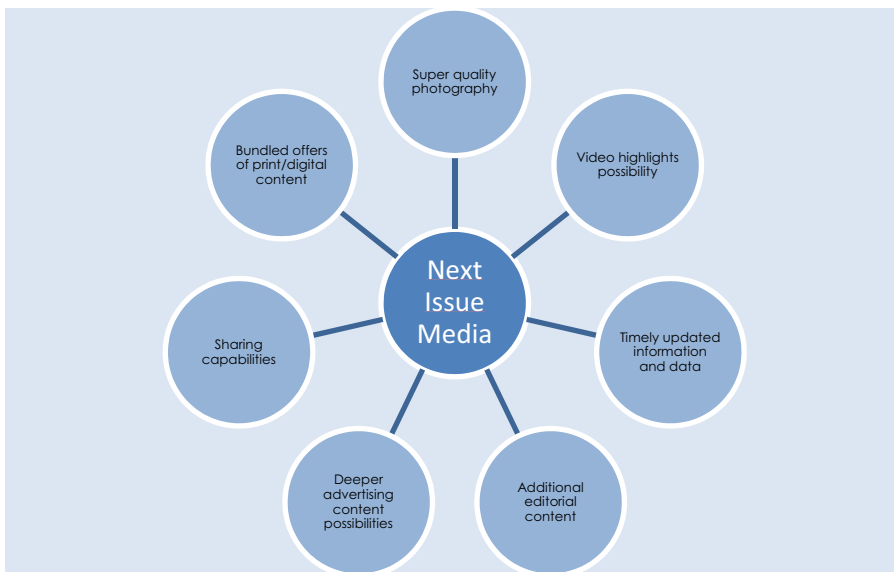 Super quality
photography
Video highlights
possibility
Timely updated
information
and data
Additional
editorial
content
Deeper
advertising
content
possibilities
Sharing
capabilities
Bundled offers
of print/digital
content
Next
Issue
Media